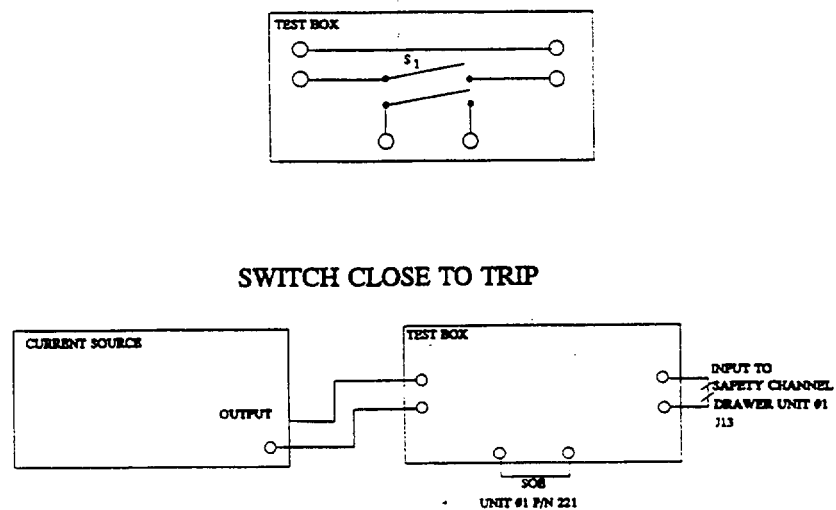 TEST BOX
S1
SWITCH CLOSE TO TRIP
CURRENT SOURCE
OUTPUT
TEST BOX
INPUT TO
SAFETY CHANNEL
DRAWER UNIT #1
J13
SOE
UNIT #1 P/N 221